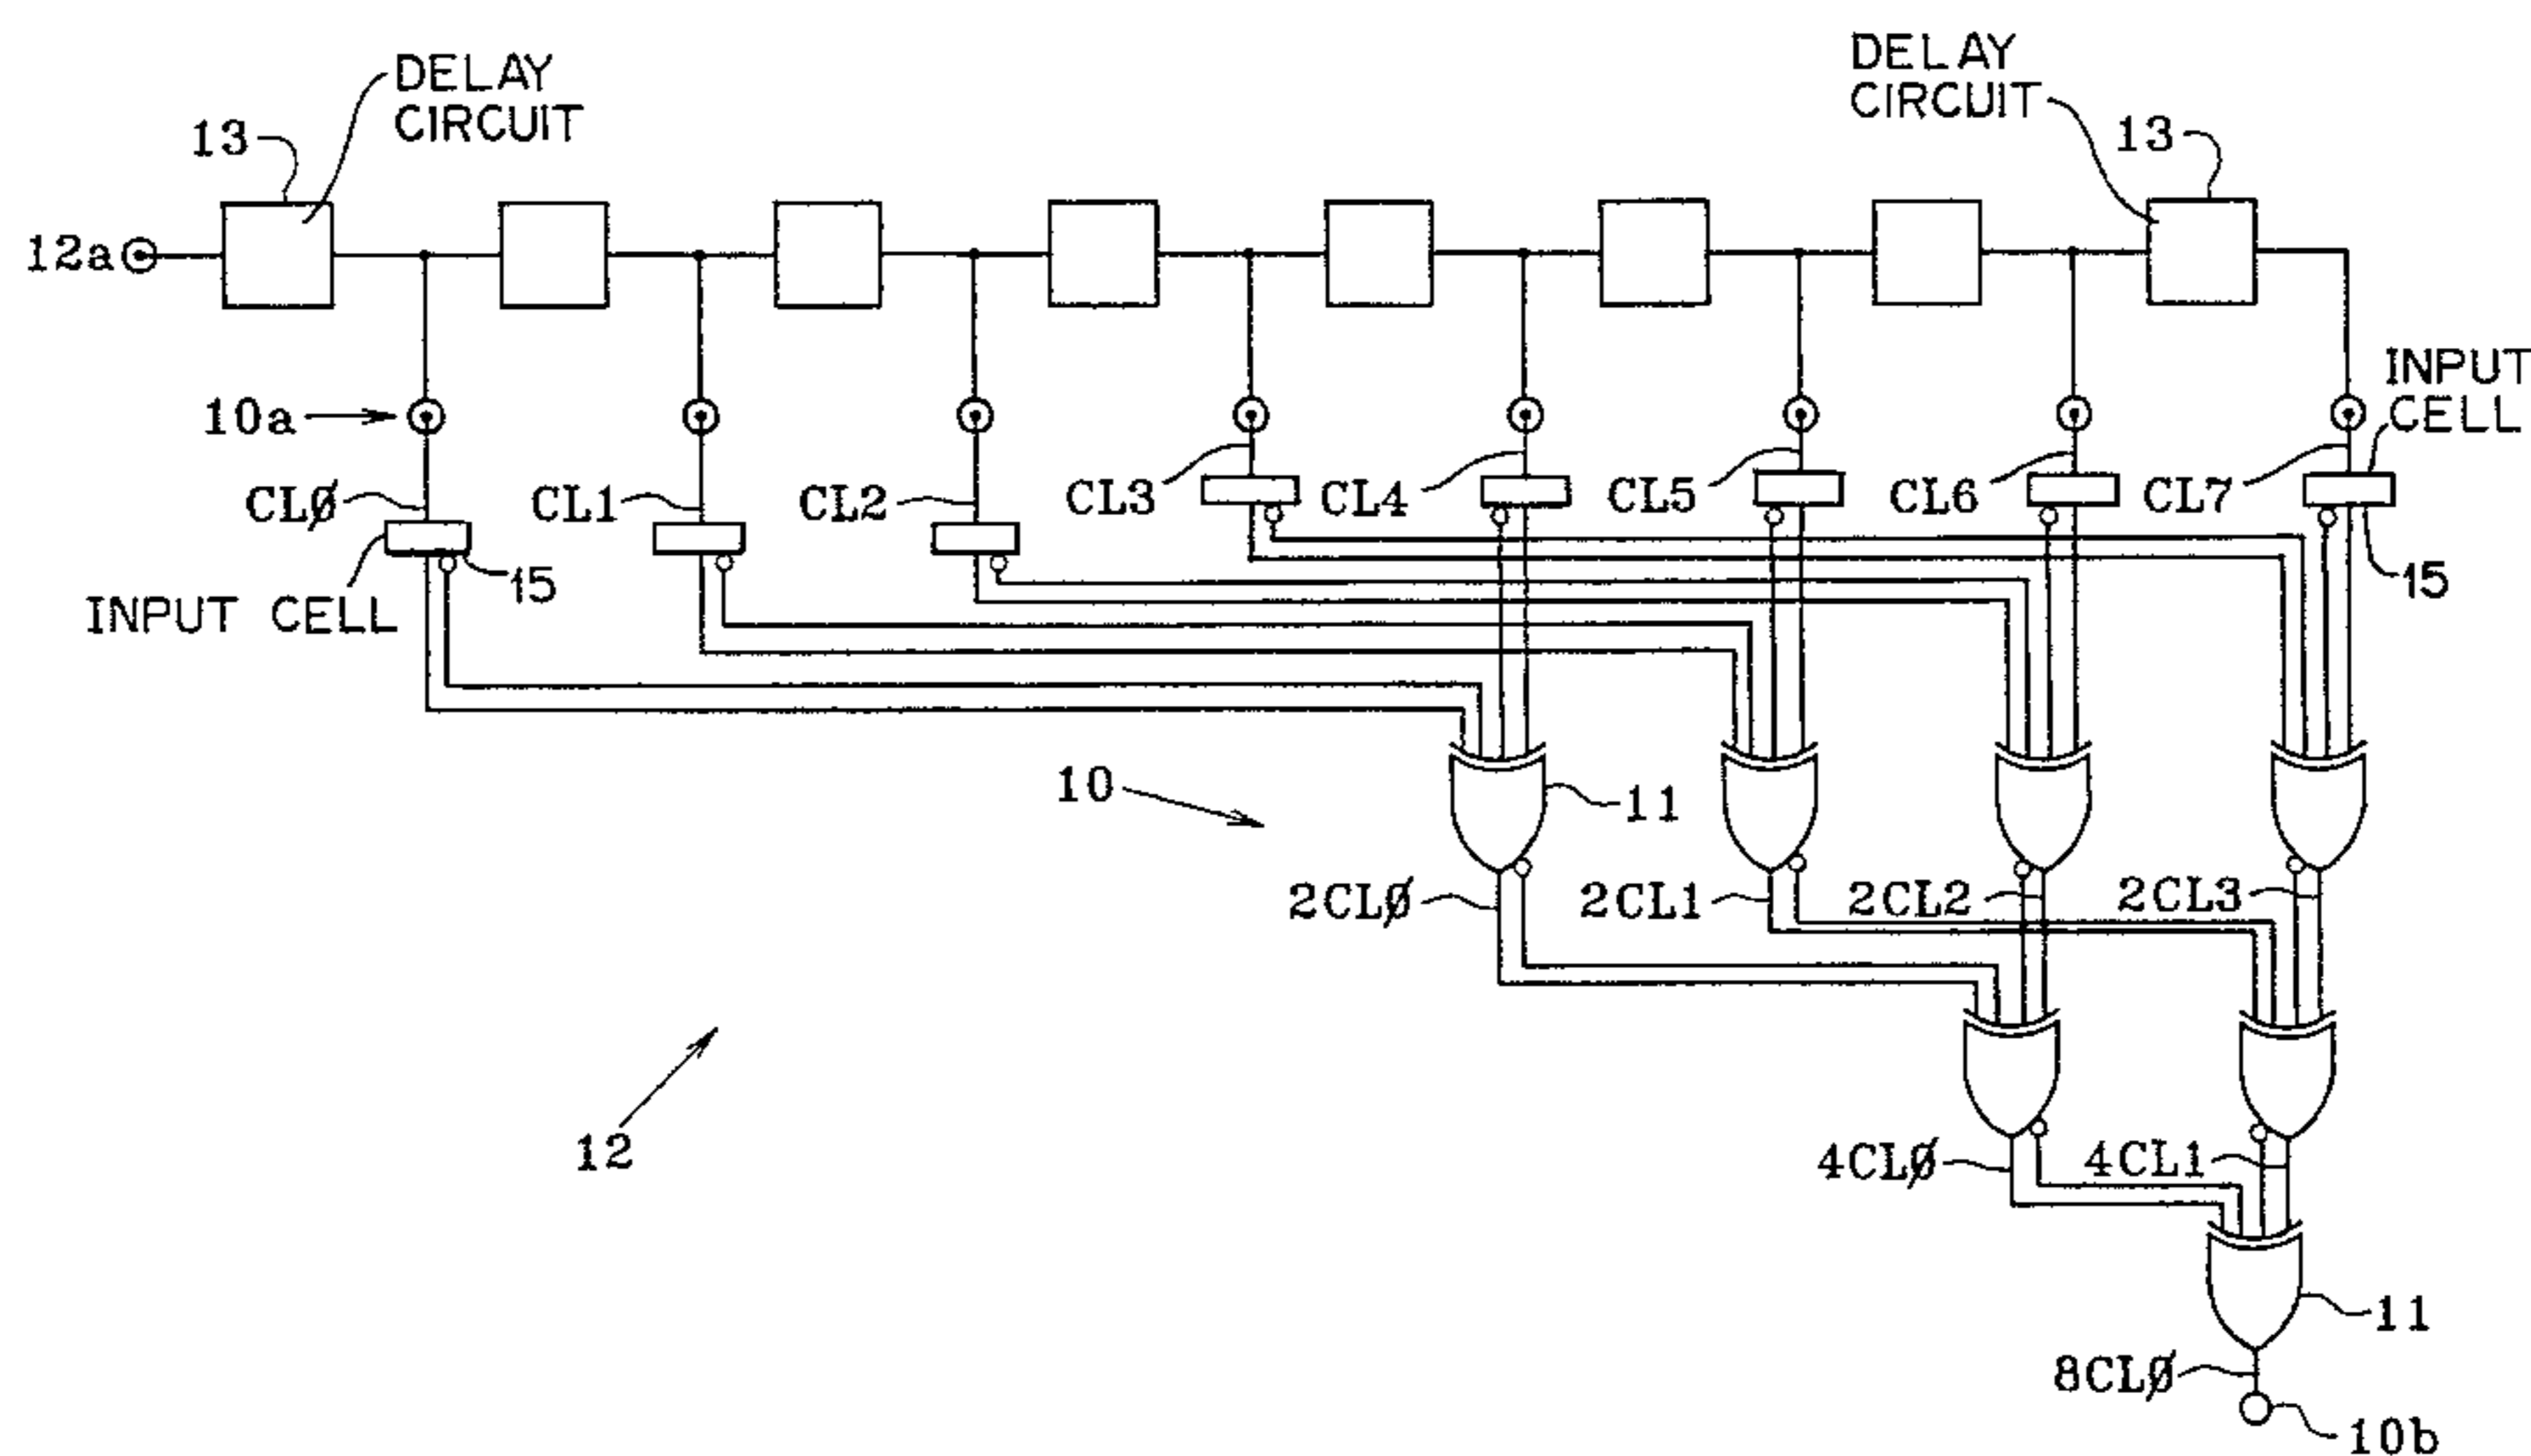 DELAY
CIRCUIT
DELAY
CIRCUIT
13
13
12a
10a
INPUT
CELL
CLØ
CL1
CL2
CL3
CL4
CL5
CL6
CL7
15
15
INPUT CELL
10
11
2CLØ
2CL1
2CL2
2CL3
12
4CLØ
4CL1
11
8CLØ
10b